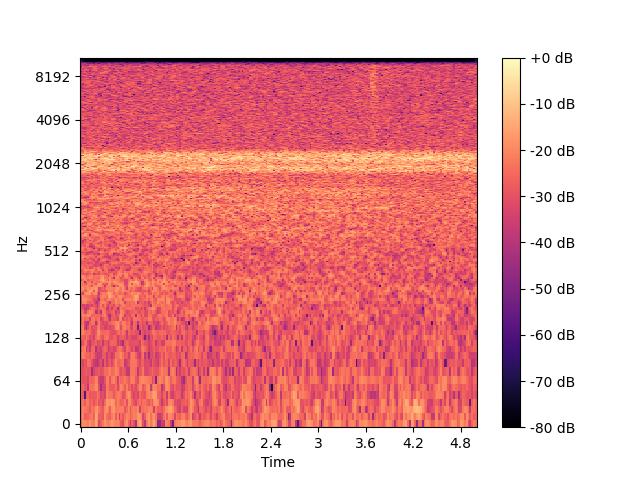 8192
4096
2048
1024
512
256
128
64
0
Hz
0 0.6 1.2 1.8 2.4 3 3.6 4.2 4.8
Time
+0 dB
-10 dB
-20 dB
-30 dB
-40 dB
-50 dB
-60 dB
-70 dB
-80 dB